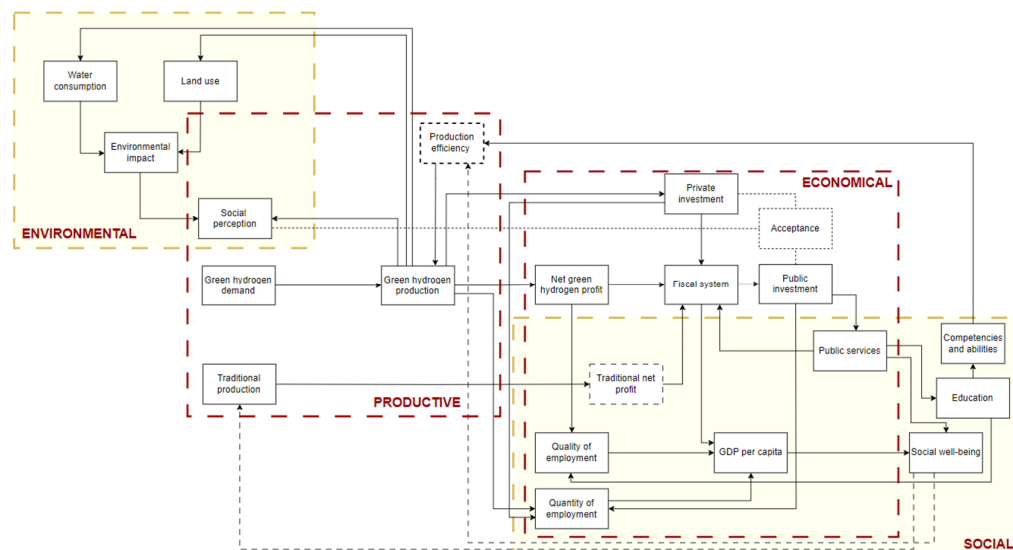 Water
consumption
Land use
Environmental
impact
Production
efficiency
ECONOMICAL
Private
investment
Social
perception
ENVIRONMENTAL
Acceptance
Green hydrogen
demand
Green hydrogen
production
Net green
hydrogen profit
Fiscal system
Public
investment
Public services
Competencies
and abilities
Traditional
production
PRODUCTIVE
Traditional net
profit
Education
Quality of
employment
GDP per capita
Social well-being
Quantity of
employment
SOCIAL